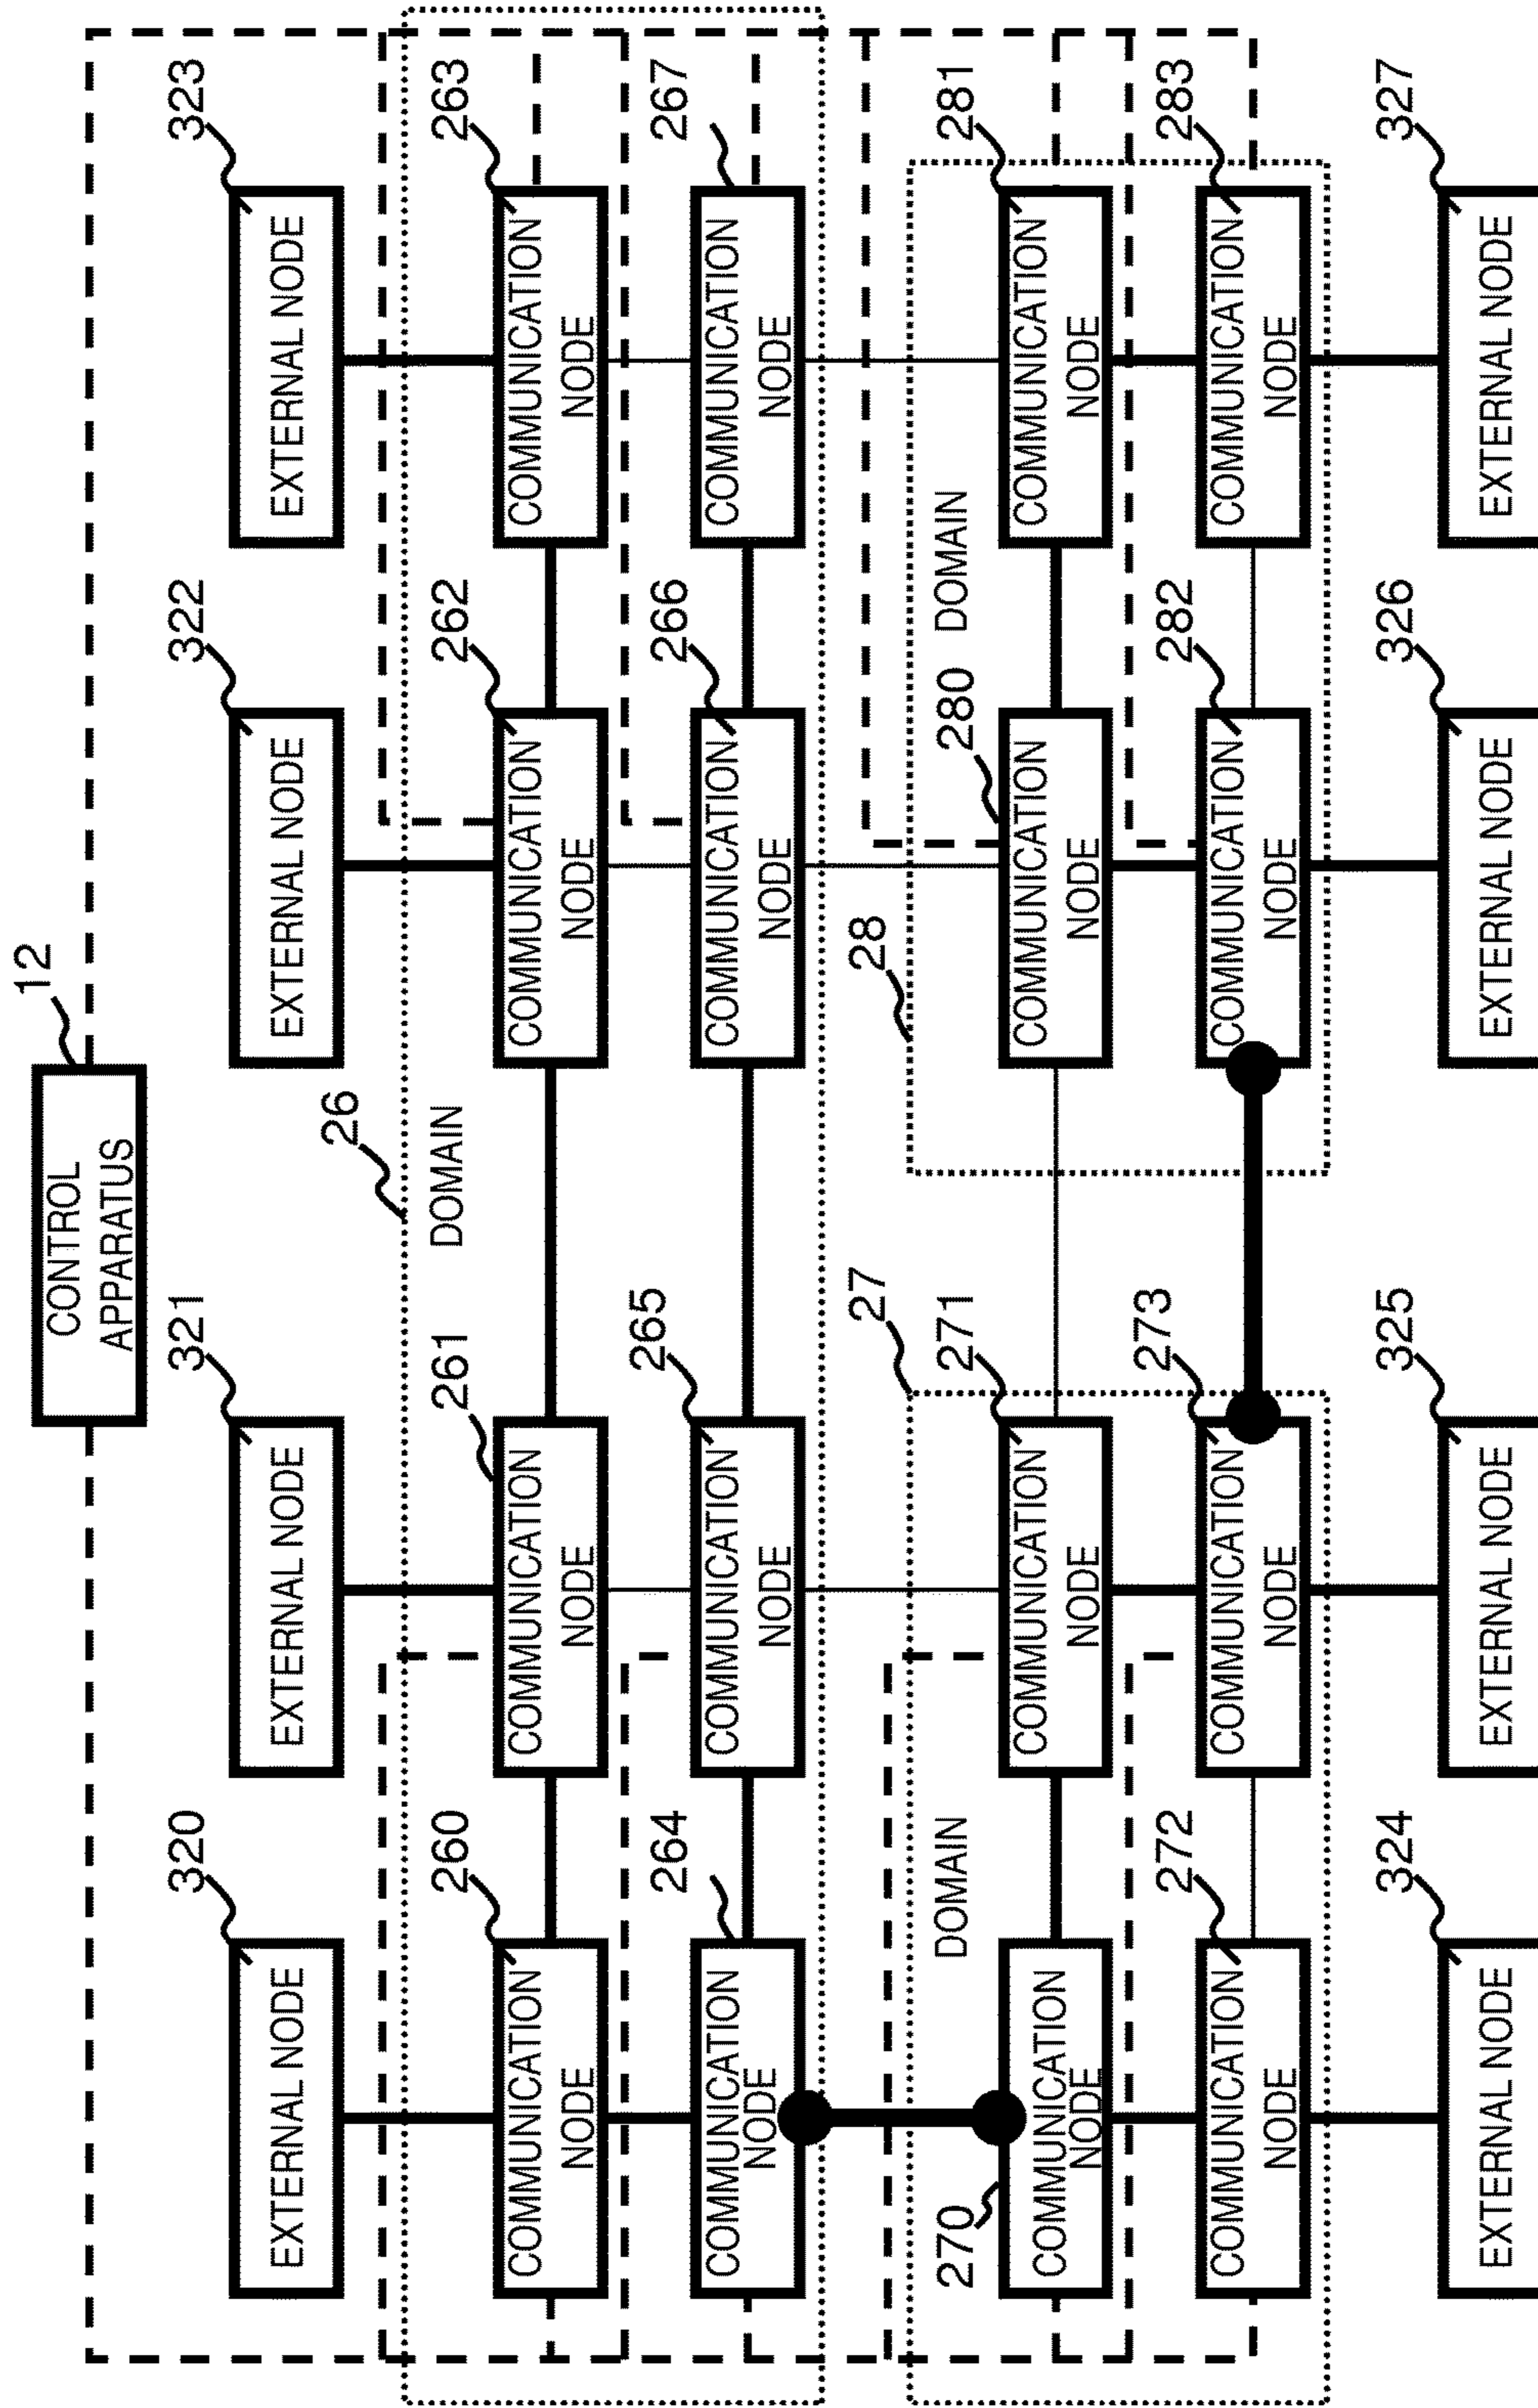 12
CONTROL
APPARATUS
320
321
322
323
EXTERNAL NODE
EXTERNAL NODE
EXTERNAL NODE
EXTERNAL NODE
26
DOMAIN
260
261
262
263
COMMUNICATION
NODE
COMMUNICATION
NODE
COMMUNICATION
NODE
COMMUNICATION
NODE
264
265
266
267
COMMUNICATION
NODE
COMMUNICATION
NODE
COMMUNICATION
NODE
COMMUNICATION
NODE
27
28
DOMAIN
DOMAIN
270
271
280
281
COMMUNICATION
NODE
COMMUNICATION
NODE
COMMUNICATION
NODE
COMMUNICATION
NODE
272
273
282
283
COMMUNICATION
NODE
COMMUNICATION
NODE
COMMUNICATION
NODE
COMMUNICATION
NODE
324
325
326
327
EXTERNAL NODE
EXTERNAL NODE
EXTERNAL NODE
EXTERNAL NODE